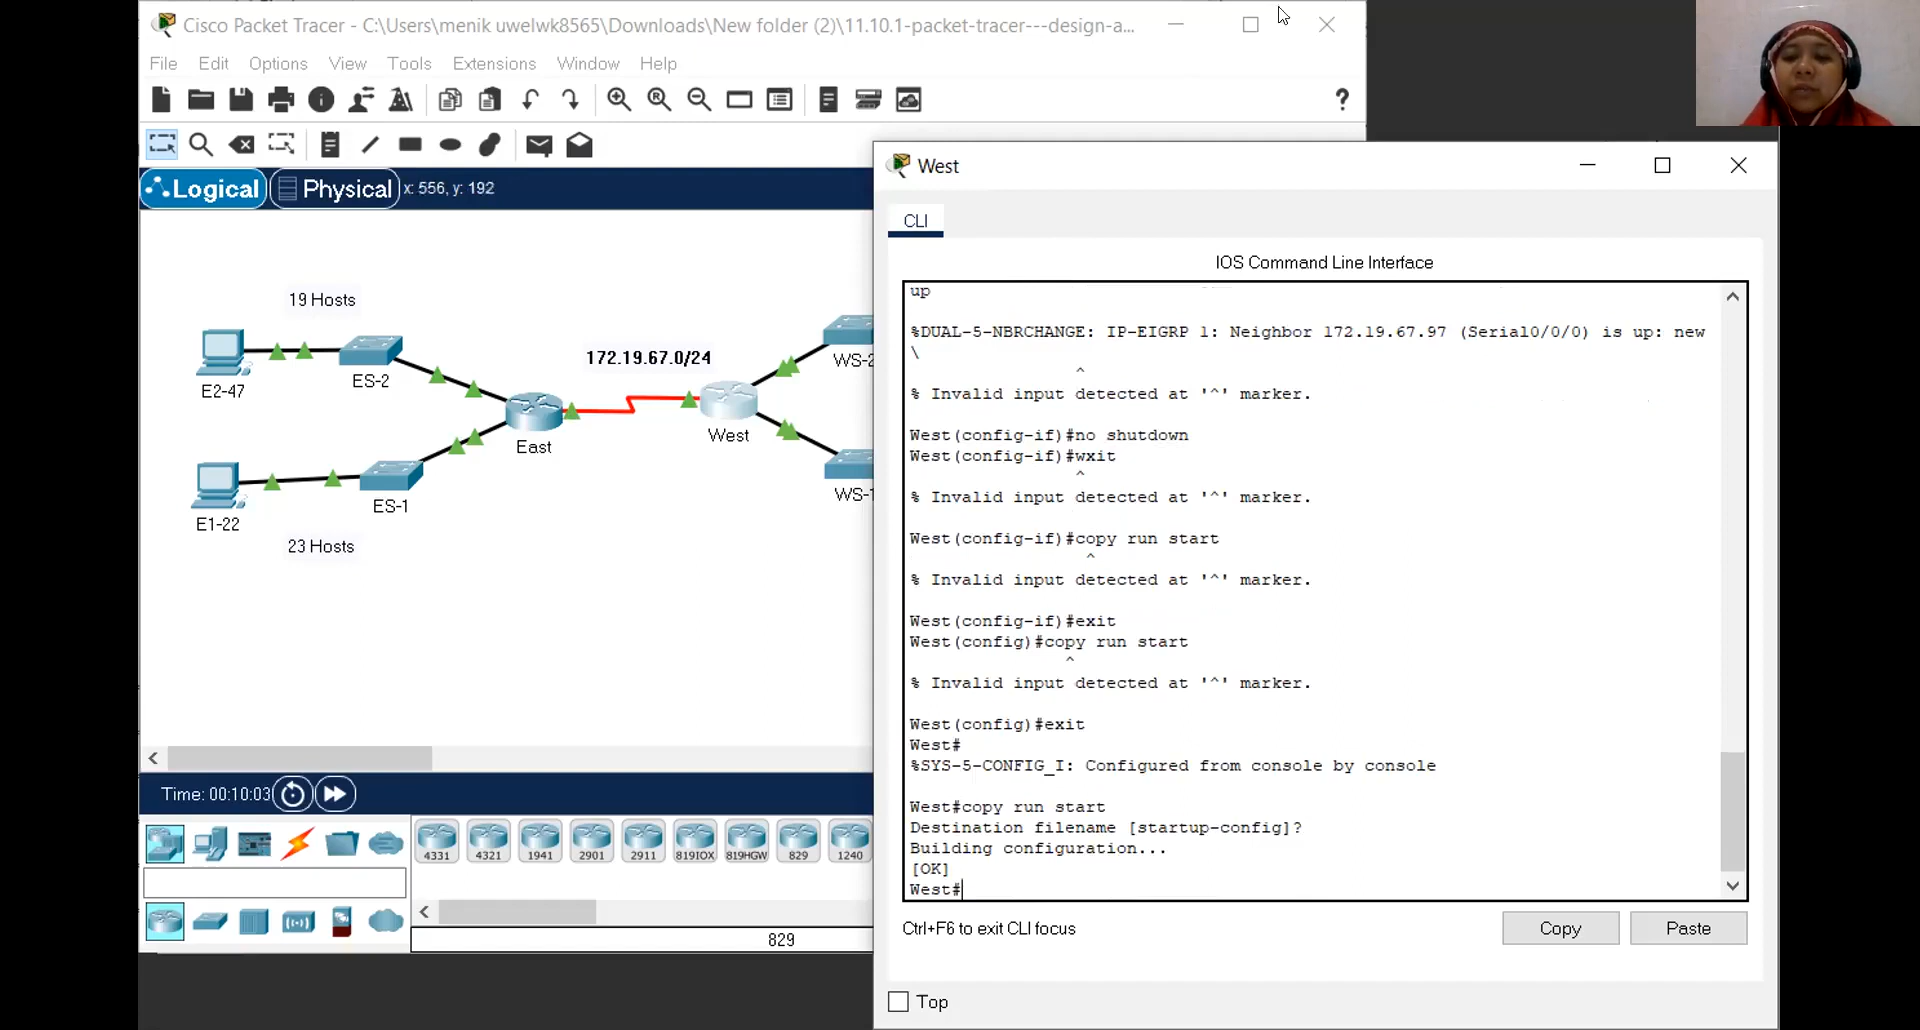 Cisco Packet Tracer - C:\Users\menik uwelwk8565\Downloads\New folder (2)\11.10.1-packet-tracer---design-a...
File Edit Options View Tools Extensions Window Help
Logical Physical x: 556, y: 192
19 Hosts
E2-47
ES-2
172.19.67.0/24
WS-2
East
West
WS-1
ES-1
E1-22
23 Hosts
Time: 00:10:03
4331 4321 1941 2901 2911 819IOX 819HGW 829 1240
829
West
CLI
IOS Command Line Interface
up
%DUAL-5-NBRCHANGE: IP-EIGRP 1: Neighbor 172.19.67.97 (Serial0/0/0) is up: new
\
^
% Invalid input detected at '^' marker.
West(config-if)#no shutdown
West(config-if)#wxit
^
% Invalid input detected at '^' marker.
West(config-if)#copy run start
^
% Invalid input detected at '^' marker.
West(config-if)#exit
West(config)#copy run start
^
% Invalid input detected at '^' marker.
West(config)#exit
West#
%SYS-5-CONFIG_I: Configured from console by console
West#copy run start
Destination filename [startup-config]?
Building configuration...
[OK]
West#
Ctrl+F6 to exit CLI focus
Copy
Paste
Top